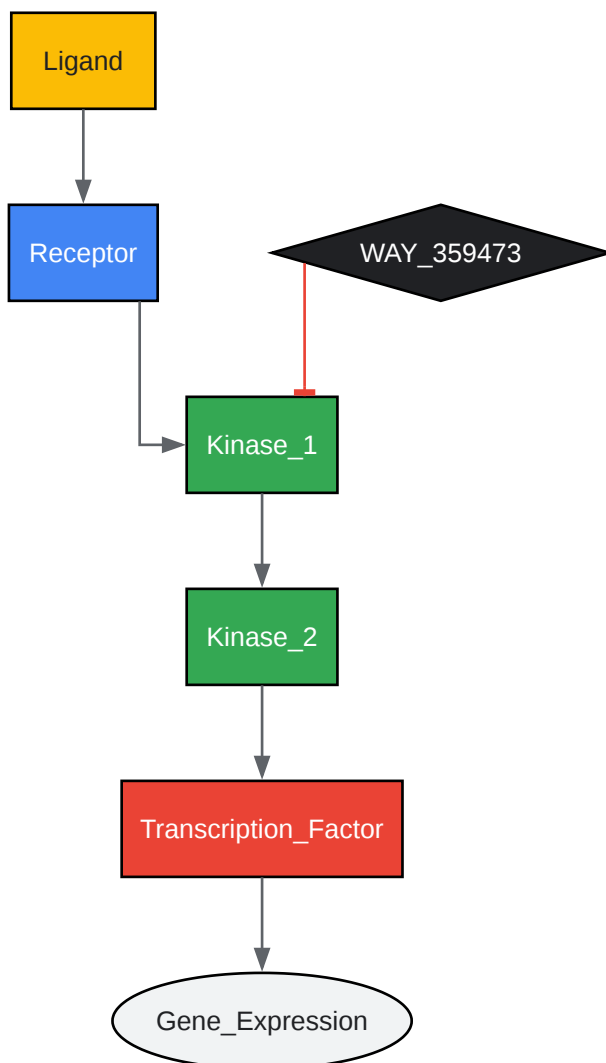 Ligand
Receptor
WAY_359473
Kinase_1
Kinase_2
Transcription_Factor
Gene_Expression